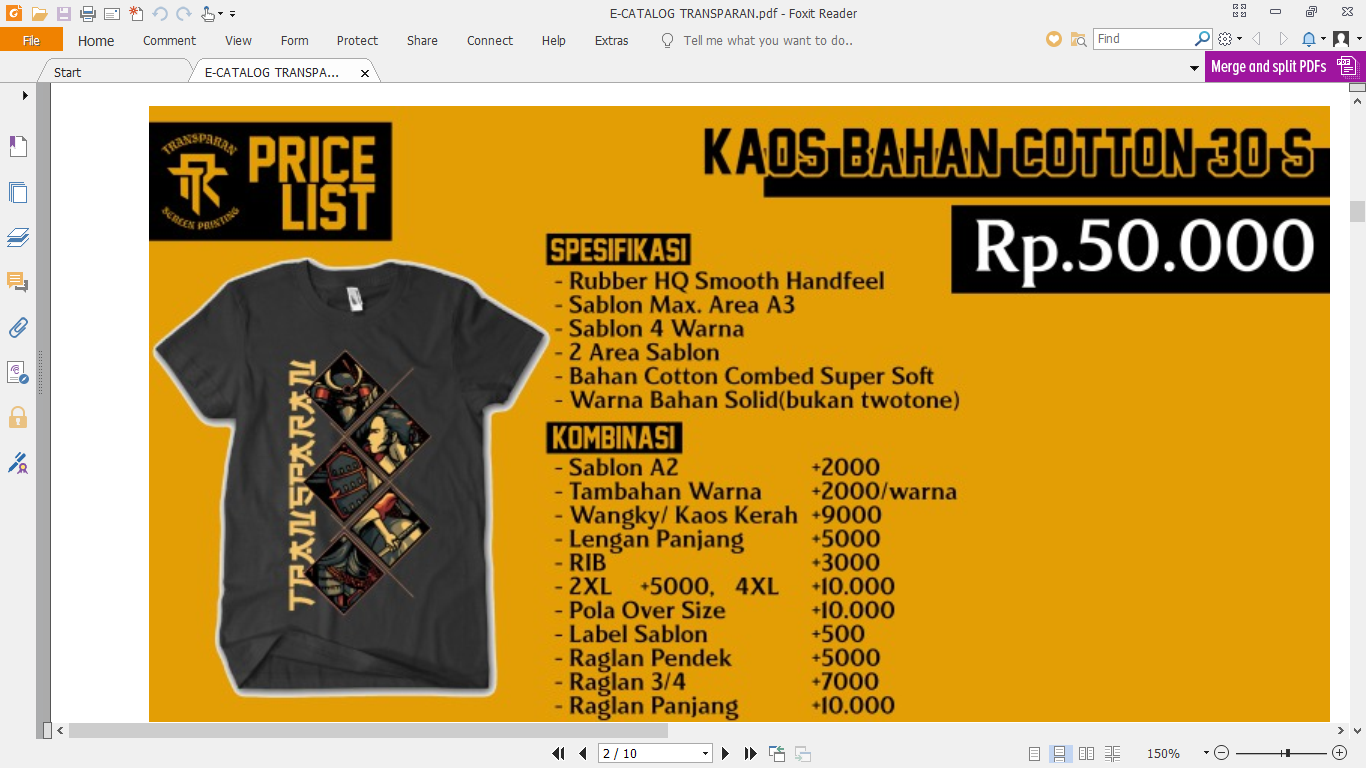 E-CATALOG TRANSPARAN.pdf - Foxit Reader
File Home Comment View Form Protect Share Connect Help Extras Tell me what you want to do.. Find
Start E-CATALOG TRANSPA... Merge and split PDFs
TRANSPARAN
SCREEN PRINTING
PRICE
LIST
KAOS BAHAN COTTON 30 S
Rp.50.000
SPESIFIKASI
- Rubber HQ Smooth Handfeel
- Sablon Max. Area A3
- Sablon 4 Warna
- 2 Area Sablon
- Bahan Cotton Combed Super Soft
- Warna Bahan Solid(bukan twotone)
KOMBINASI
- Sablon A2 +2000
- Tambahan Warna +2000/warna
- Wangky/ Kaos Kerah +9000
- Lengan Panjang +5000
- RIB +3000
- 2XL +5000, 4XL +10.000
- Pola Over Size +10.000
- Label Sablon +500
- Raglan Pendek +5000
- Raglan 3/4 +7000
- Raglan Panjang +10.000
TRANSPARAN
2 / 10
150%